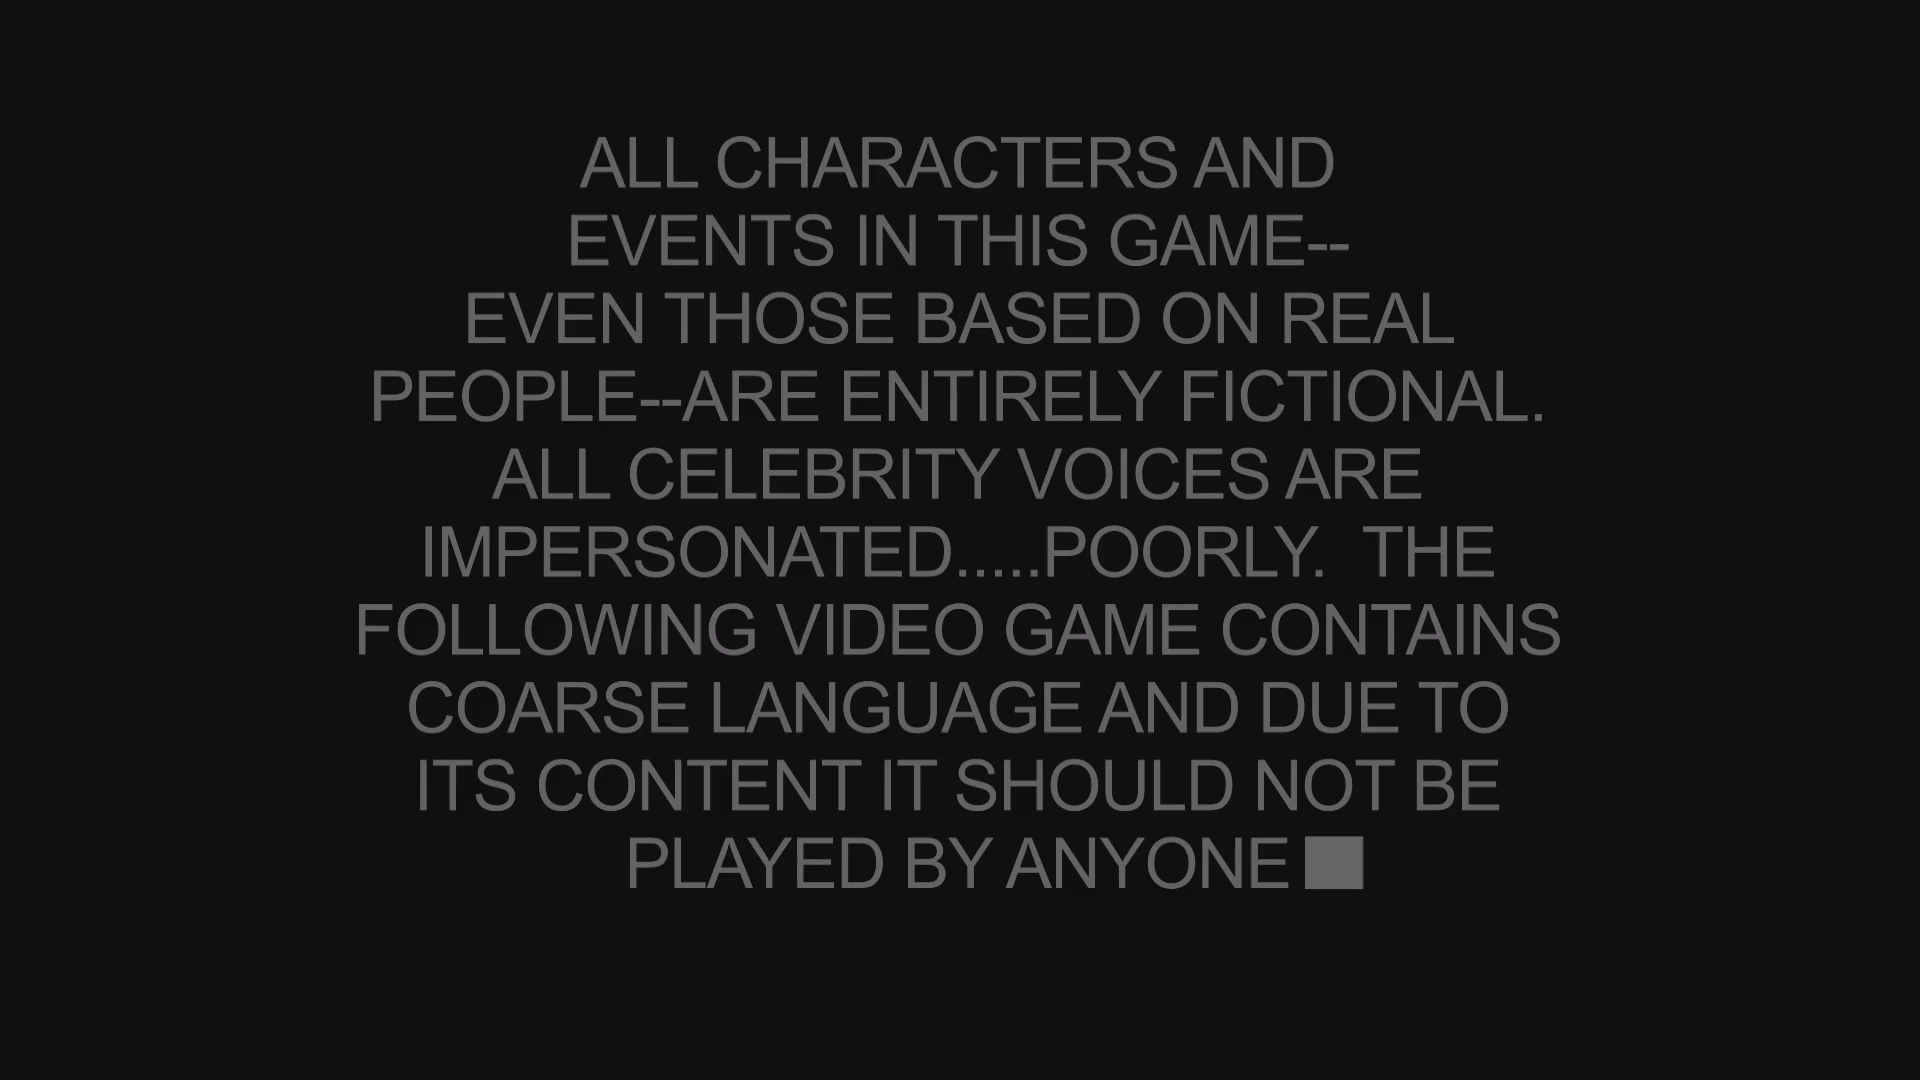 ALL CHARACTERS AND
EVENTS IN THIS GAME--
EVEN THOSE BASED ON REAL
PEOPLE--ARE ENTIRELY FICTIONAL.
ALL CELEBRITY VOICES ARE
IMPERSONATED.....POORLY.  THE
FOLLOWING VIDEO GAME CONTAINS
COARSE LANGUAGE AND DUE TO
ITS CONTENT IT SHOULD NOT BE
PLAYED BY ANYONE ■